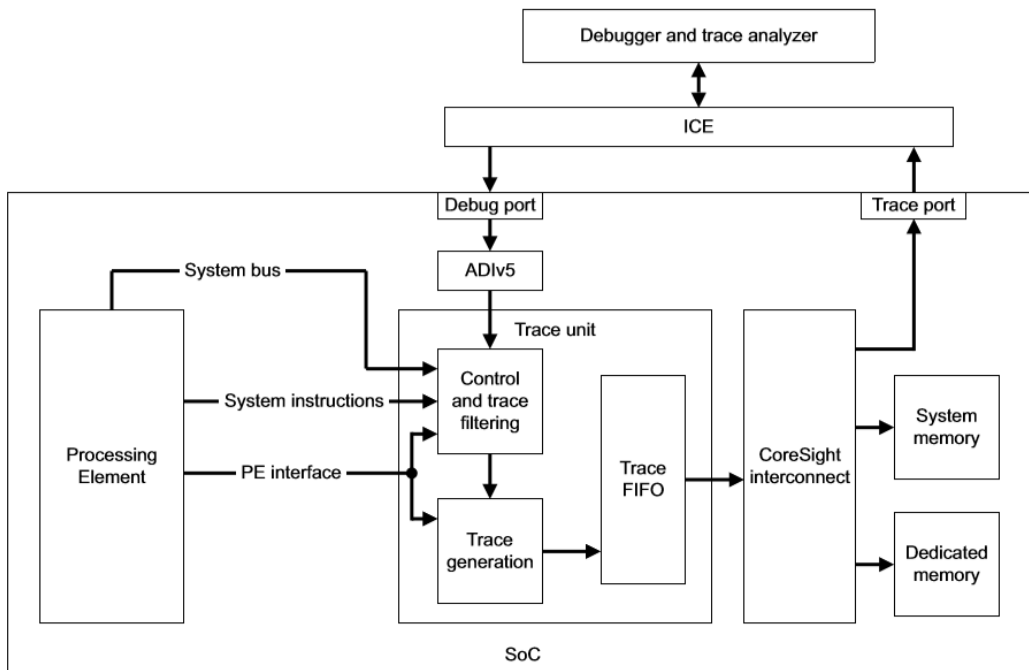 Debugger and trace analyzer
ICE
Debug port
Trace port
ADIv5
System bus
Trace unit
Control
and trace
filtering
System instructions
Processing
Element
PE interface
Trace
FIFO
CoreSight
interconnect
System
memory
Trace
generation
Dedicated
memory
SoC